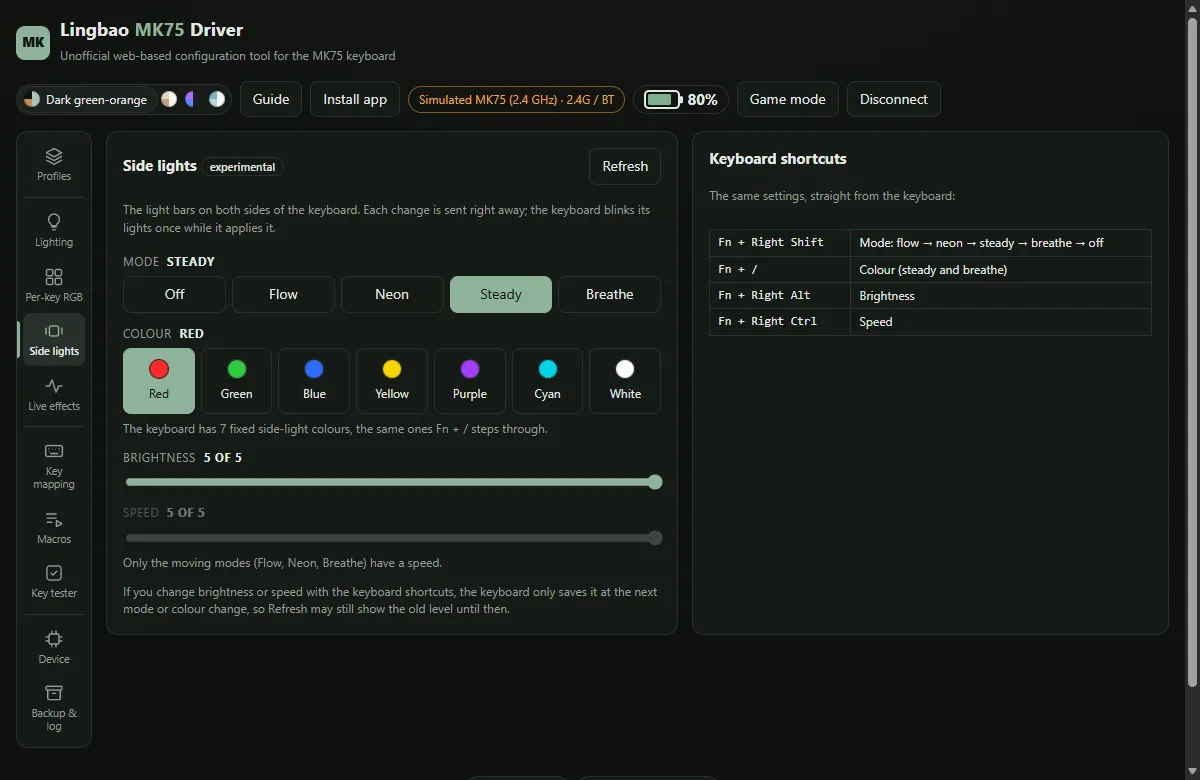 MK
Lingbao MK75 Driver
Unofficial web-based configuration tool for the MK75 keyboard
Dark green-orange
Guide
Install app
Simulated MK75 (2.4 GHz) · 2.4G / BT
80%
Game mode
Disconnect
Profiles
Lighting
Per-key RGB
Side lights
Live effects
Key
mapping
Macros
Key tester
Device
Backup &
log
Side lights experimental
Refresh
The light bars on both sides of the keyboard. Each change is sent right away; the keyboard blinks its
lights once while it applies it.
MODE STEADY
Off
Flow
Neon
Steady
Breathe
COLOUR RED
Red
Green
Blue
Yellow
Purple
Cyan
White
The keyboard has 7 fixed side-light colours, the same ones Fn + / steps through.
BRIGHTNESS 5 OF 5
SPEED 5 OF 5
Only the moving modes (Flow, Neon, Breathe) have a speed.
If you change brightness or speed with the keyboard shortcuts, the keyboard only saves it at the next
mode or colour change, so Refresh may still show the old level until then.
Keyboard shortcuts
The same settings, straight from the keyboard:
Fn + Right Shift Mode: flow → neon → steady → breathe → off
Fn + / Colour (steady and breathe)
Fn + Right Alt Brightness
Fn + Right Ctrl Speed